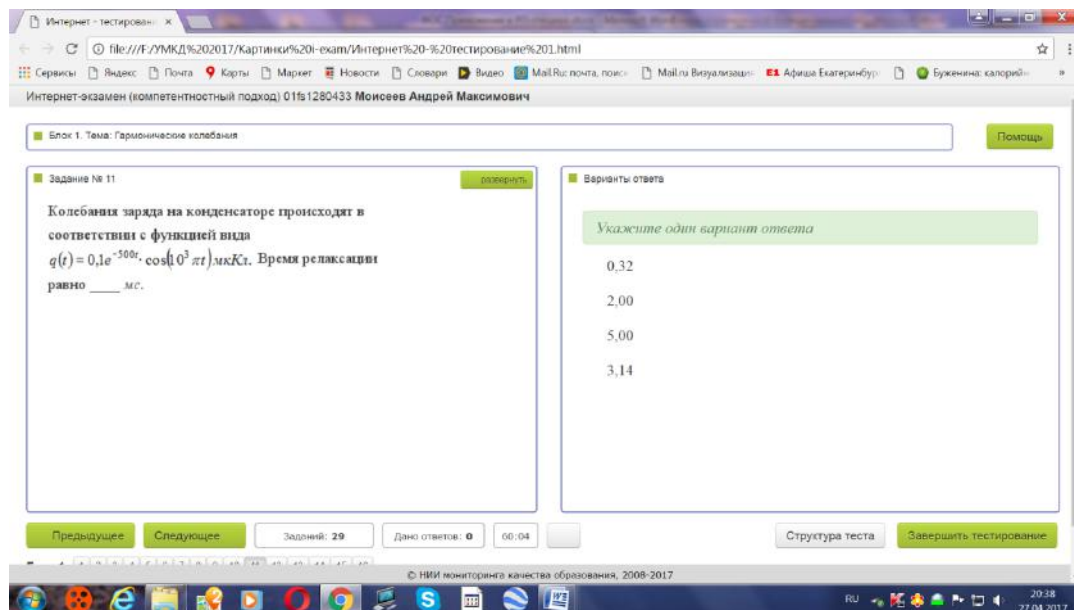 Интернет - тестирован
file:///F:/УМКД%202017/Картинки%20i-exam/Интернет%20-%20тестирование%201.html
Сервисы Яндекс Почта Карты Маркет Новости Словари Видео Mail.Ru: почта, поис Mail.ru Визуализаци E1 Афиша Екатеринбур Буженина: калорий
Интернет-экзамен (компетентностный подход) 01fs1280433 Моисеев Андрей Максимович
Блок 1. Тема: Гармонические колебания
Помощь
Задание № 11
развернуть
Колебания заряда на конденсаторе происходят в
соответствии с функцией вида
q(t) = 0,1e^{-500t} · cos(10^3 πt) мкКл. Время релаксации
равно ____ мс.
Варианты ответа
Укажите один вариант ответа
0,32
2,00
5,00
3,14
Предыдущее Следующее Заданий: 29 Дано ответов: 0 60:04 Структура теста Завершить тестирование
© НИИ мониторинга качества образования, 2008-2017
RU
20:38
27.04.2017